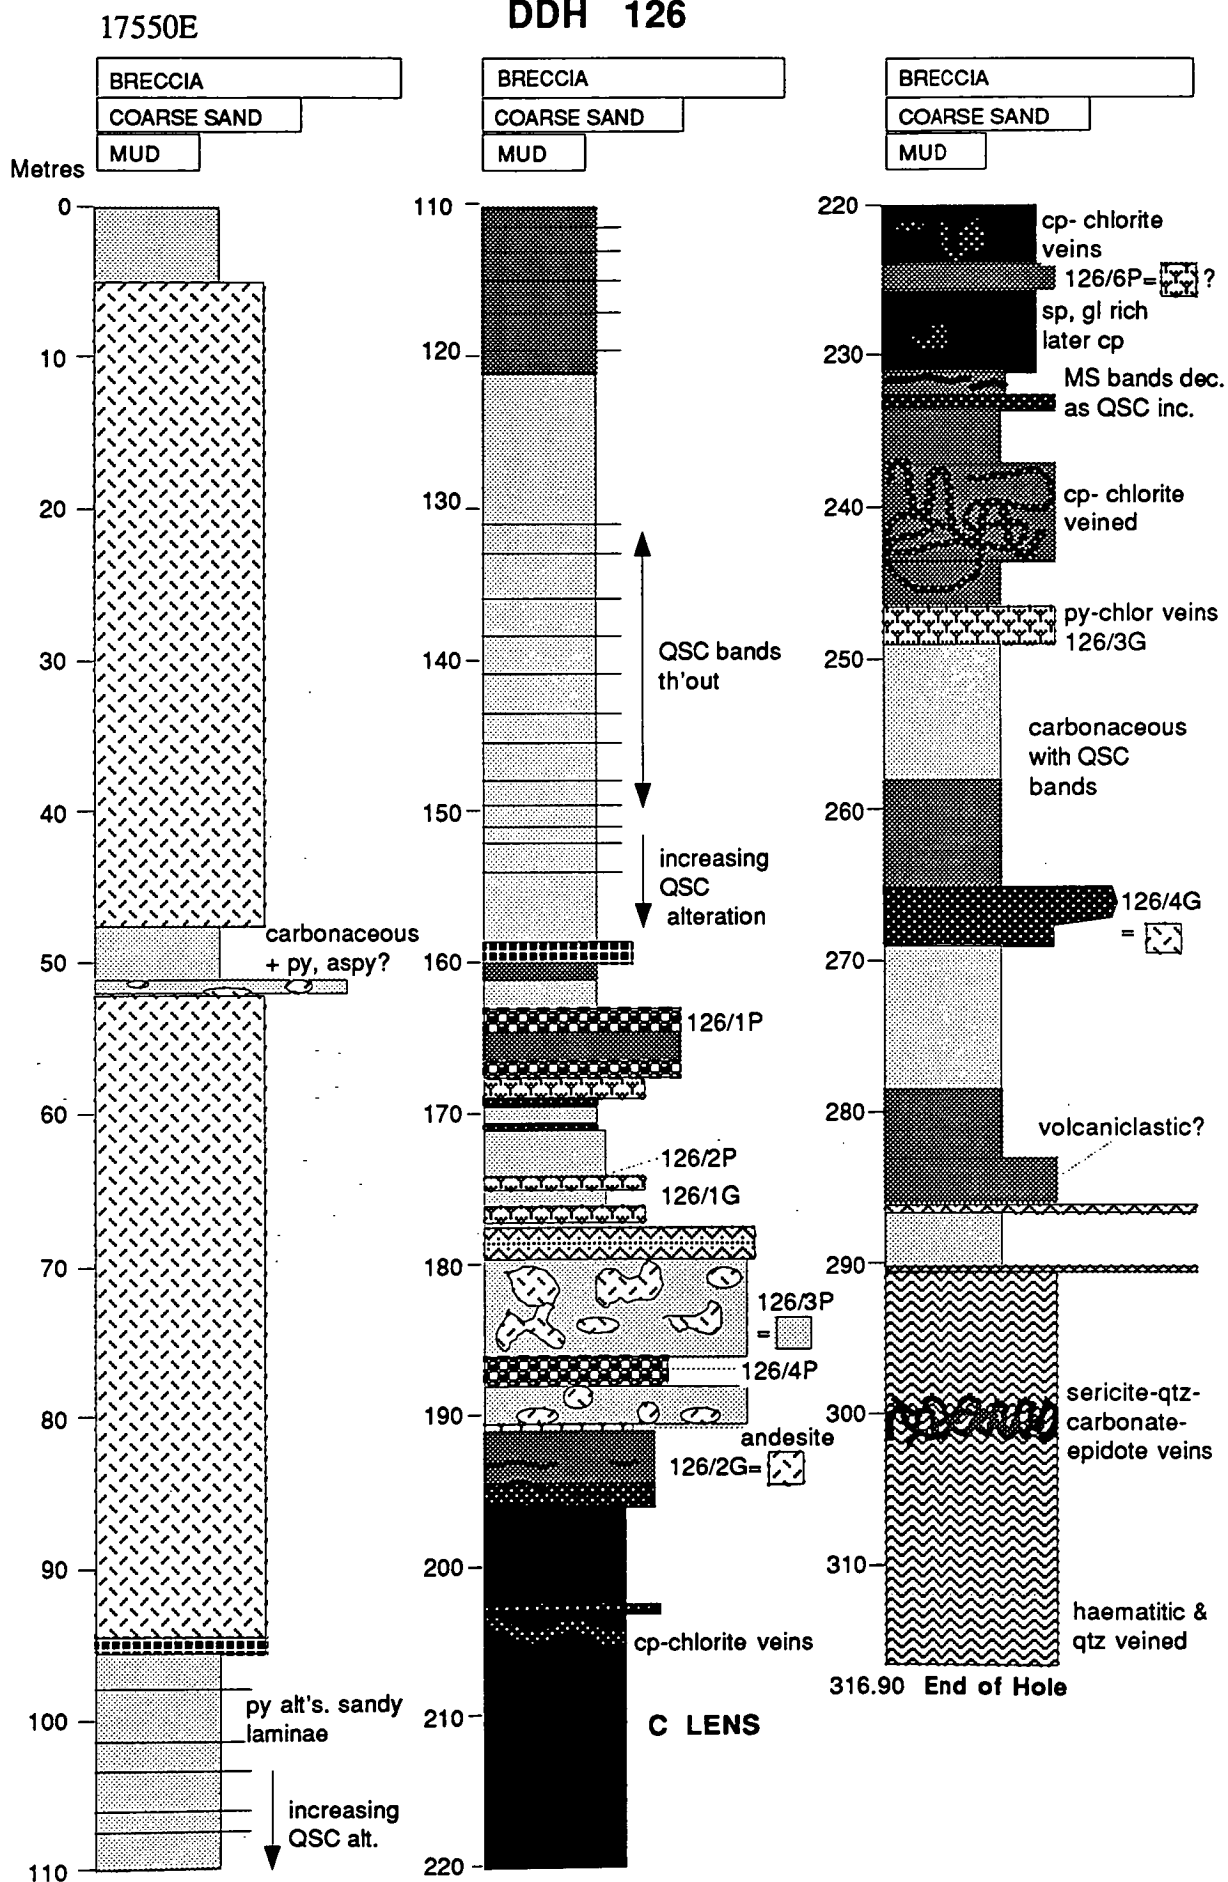 17550E
DDH 126
BRECCIA
COARSE SAND
MUD
Metres
0
10
20
30
40
carbonaceous
+ py, aspy?
50
60
70
80
90
100
py alt's. sandy
laminae
increasing
QSC alt.
110
BRECCIA
COARSE SAND
MUD
110
120
130
QSC bands
th'out
140
150
increasing
QSC
alteration
160
126/1P
170
126/2P
126/1G
180
126/3P
=
126/4P
190
andesite
126/2G=
200
cp-chlorite veins
210
C LENS
220
BRECCIA
COARSE SAND
MUD
220
cp- chlorite
veins
126/6P= ?
sp, gl rich
later cp
230
MS bands dec.
as QSC inc.
240
cp- chlorite
veined
py-chlor veins
126/3G
250
carbonaceous
with QSC
bands
260
126/4G
=
270
280
volcaniclastic?
290
sericite-qtz-
300
carbonate-
epidote veins
310
haematitic &
qtz veined
316.90 End of Hole